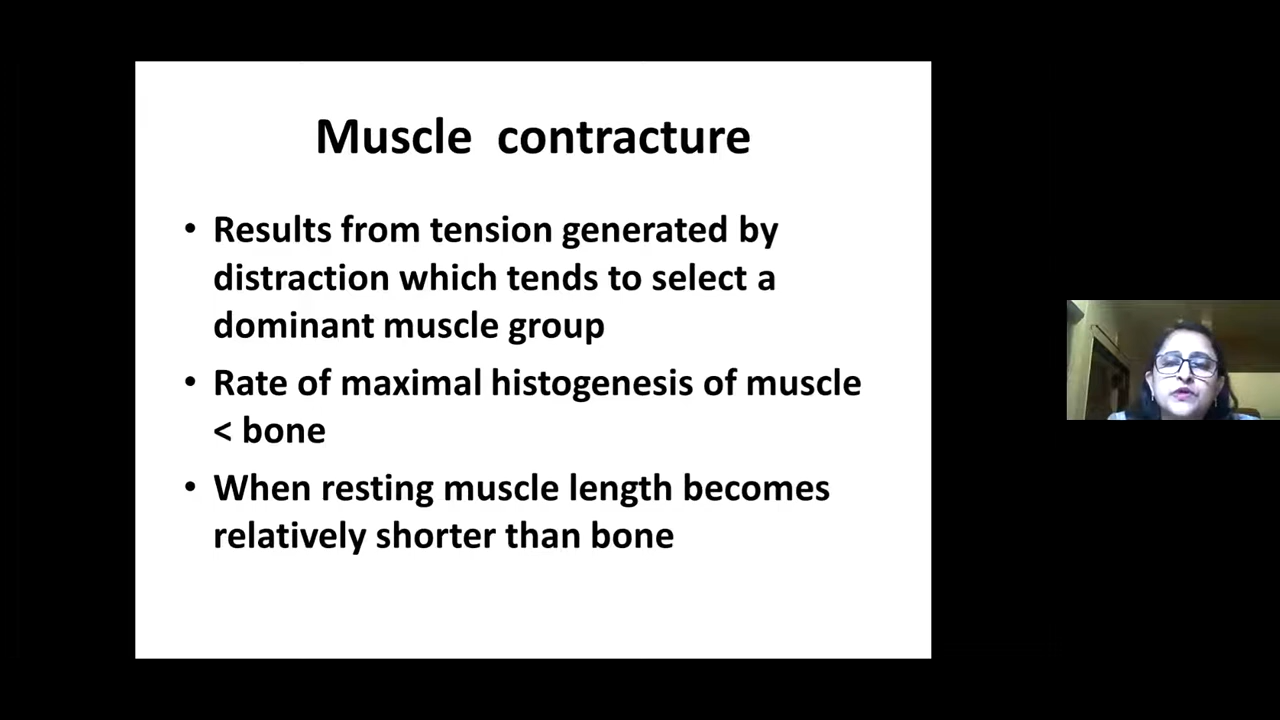 Muscle contracture
• Results from tension generated by
distraction which tends to select a
dominant muscle group
• Rate of maximal histogenesis of muscle
< bone
• When resting muscle length becomes
relatively shorter than bone